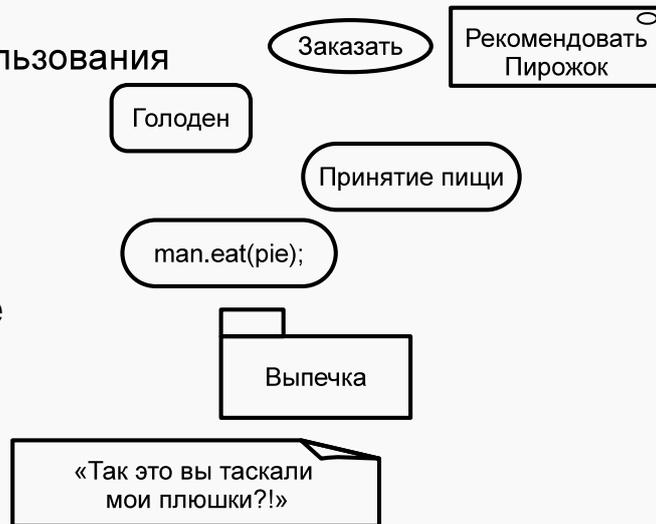 Заказать
Рекомендовать
Пирожок
льзования
Голоден
Принятие пищи
man.eat(pie);
е
Выпечка
«Так это вы таскали
мои плюшки?!»